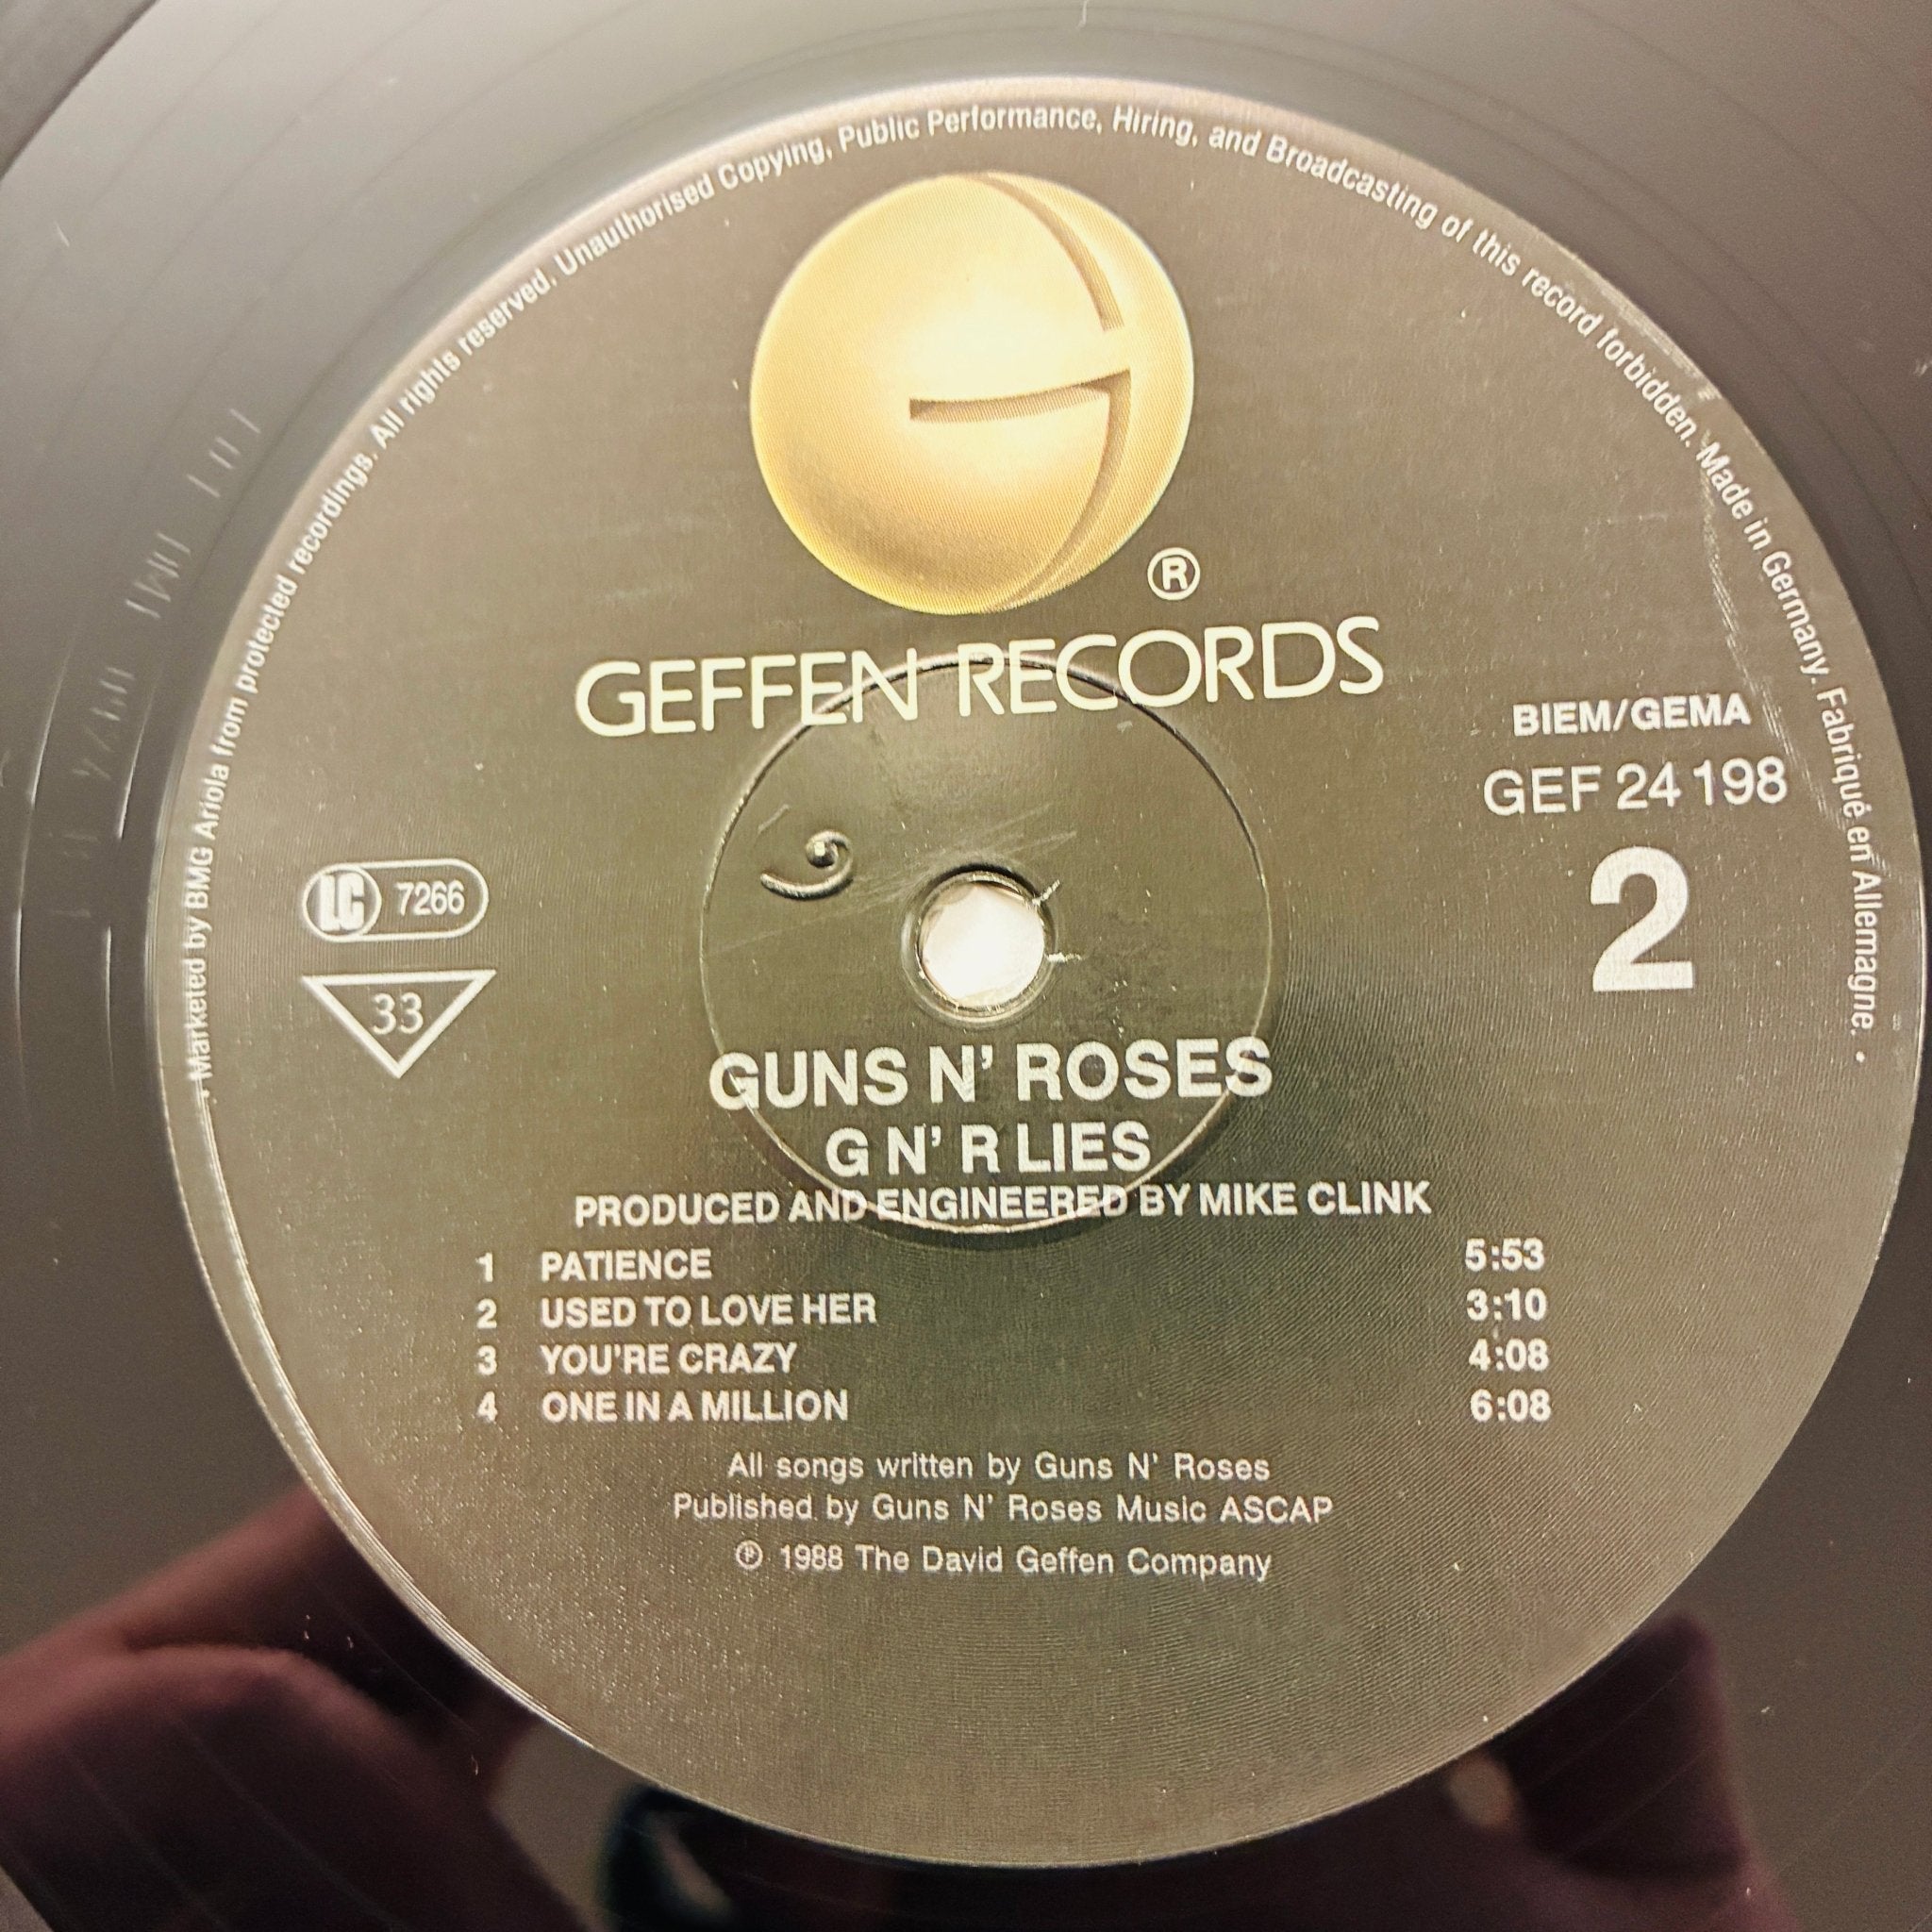 Marketed by BMG Ariola from protected recordings. All rights reserved. Unauthorised Copying, Public Performance, Hiring, and Broadcasting of this record forbidden. Made in Germany. Fabriqué en Allemagne. •
®
GEFFEN RECORDS
BIEM/GEMA
GEF 24 198
2
LC 7266
33
GUNS N' ROSES
G N' R LIES
PRODUCED AND ENGINEERED BY MIKE CLINK
1 PATIENCE 5:53
2 USED TO LOVE HER 3:10
3 YOU'RE CRAZY 4:08
4 ONE IN A MILLION 6:08
All songs written by Guns N' Roses
Published by Guns N' Roses Music ASCAP
℗ 1988 The David Geffen Company